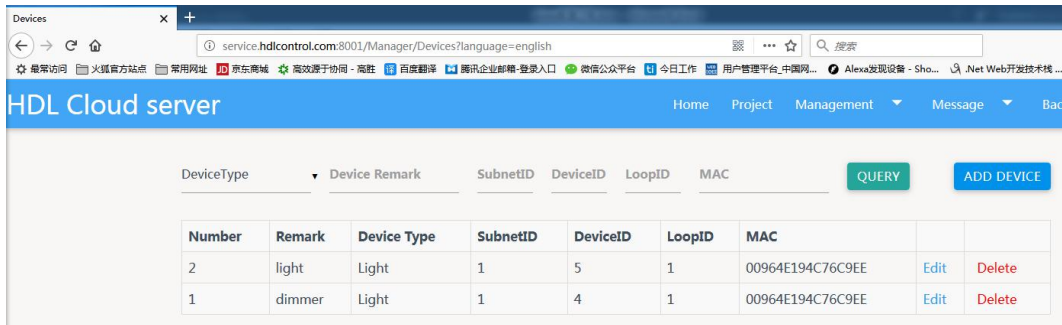 Devices
service.hdlcontrol.com:8001/Manager/Devices?language=english
搜索
最常访问 火狐官方站点 常用网址 JD 京东商城 高效源于协同 - 高胜 译 百度翻译 腾讯企业邮箱-登录入口 微信公众平台 今日工作 用户管理平台_中国网... Alexa发现设备 - Sho... .Net Web开发技术栈 ...
HDL Cloud server Home Project Management Message Bac
DeviceType Device Remark SubnetID DeviceID LoopID MAC QUERY ADD DEVICE
Number Remark Device Type SubnetID DeviceID LoopID MAC
2 light Light 1 5 1 00964E194C76C9EE Edit Delete
1 dimmer Light 1 4 1 00964E194C76C9EE Edit Delete